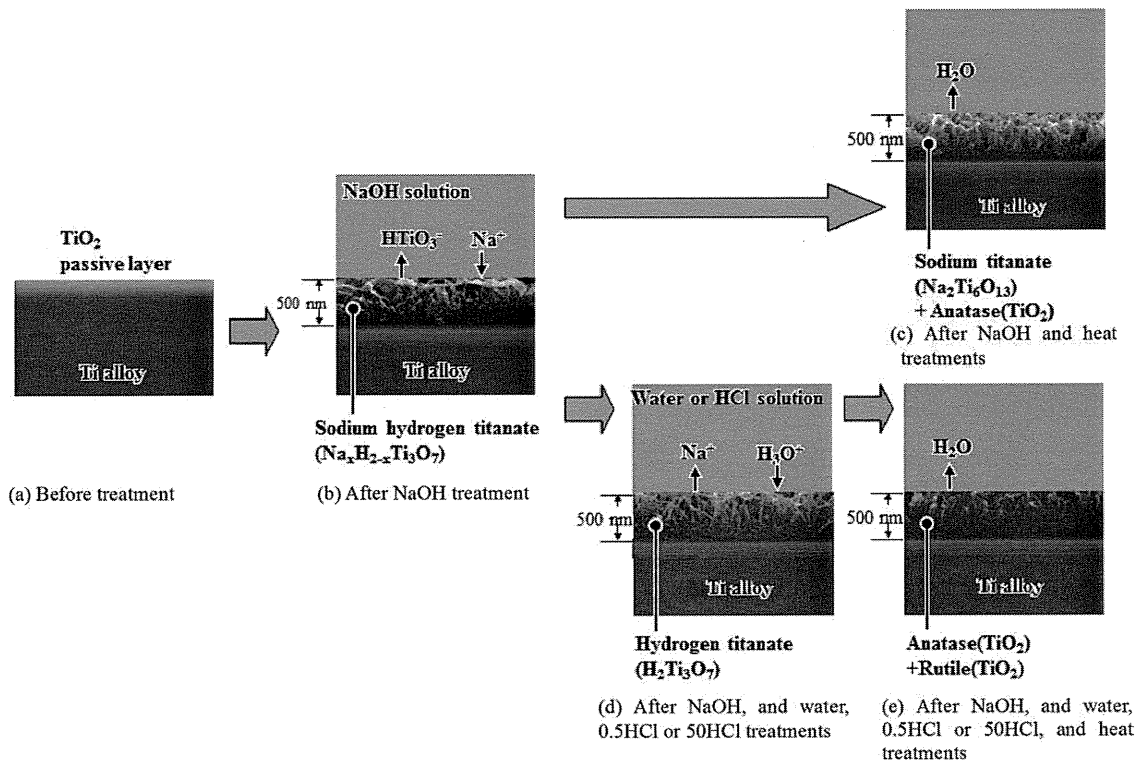 TiO₂
passive layer
Ti alloy
(a) Before treatment
NaOH solution
HTiO₃⁻ Na⁺
500 nm
Ti alloy
Sodium hydrogen titanate
(NaₓH₂₋ₓTi₃O₇)
(b) After NaOH treatment
H₂O
500 nm
Ti alloy
Sodium titanate
(Na₂Ti₆O₁₃)
+ Anatase(TiO₂)
(c) After NaOH and heat
treatments
Water or HCl solution
Na⁺ H₃O⁺
500 nm
Ti alloy
Hydrogen titanate
(H₂Ti₃O₇)
(d) After NaOH, and water,
0.5HCl or 50HCl treatments
H₂O
500 nm
Ti alloy
Anatase(TiO₂)
+Rutile(TiO₂)
(e) After NaOH, and water,
0.5HCl or 50HCl, and heat
treatments